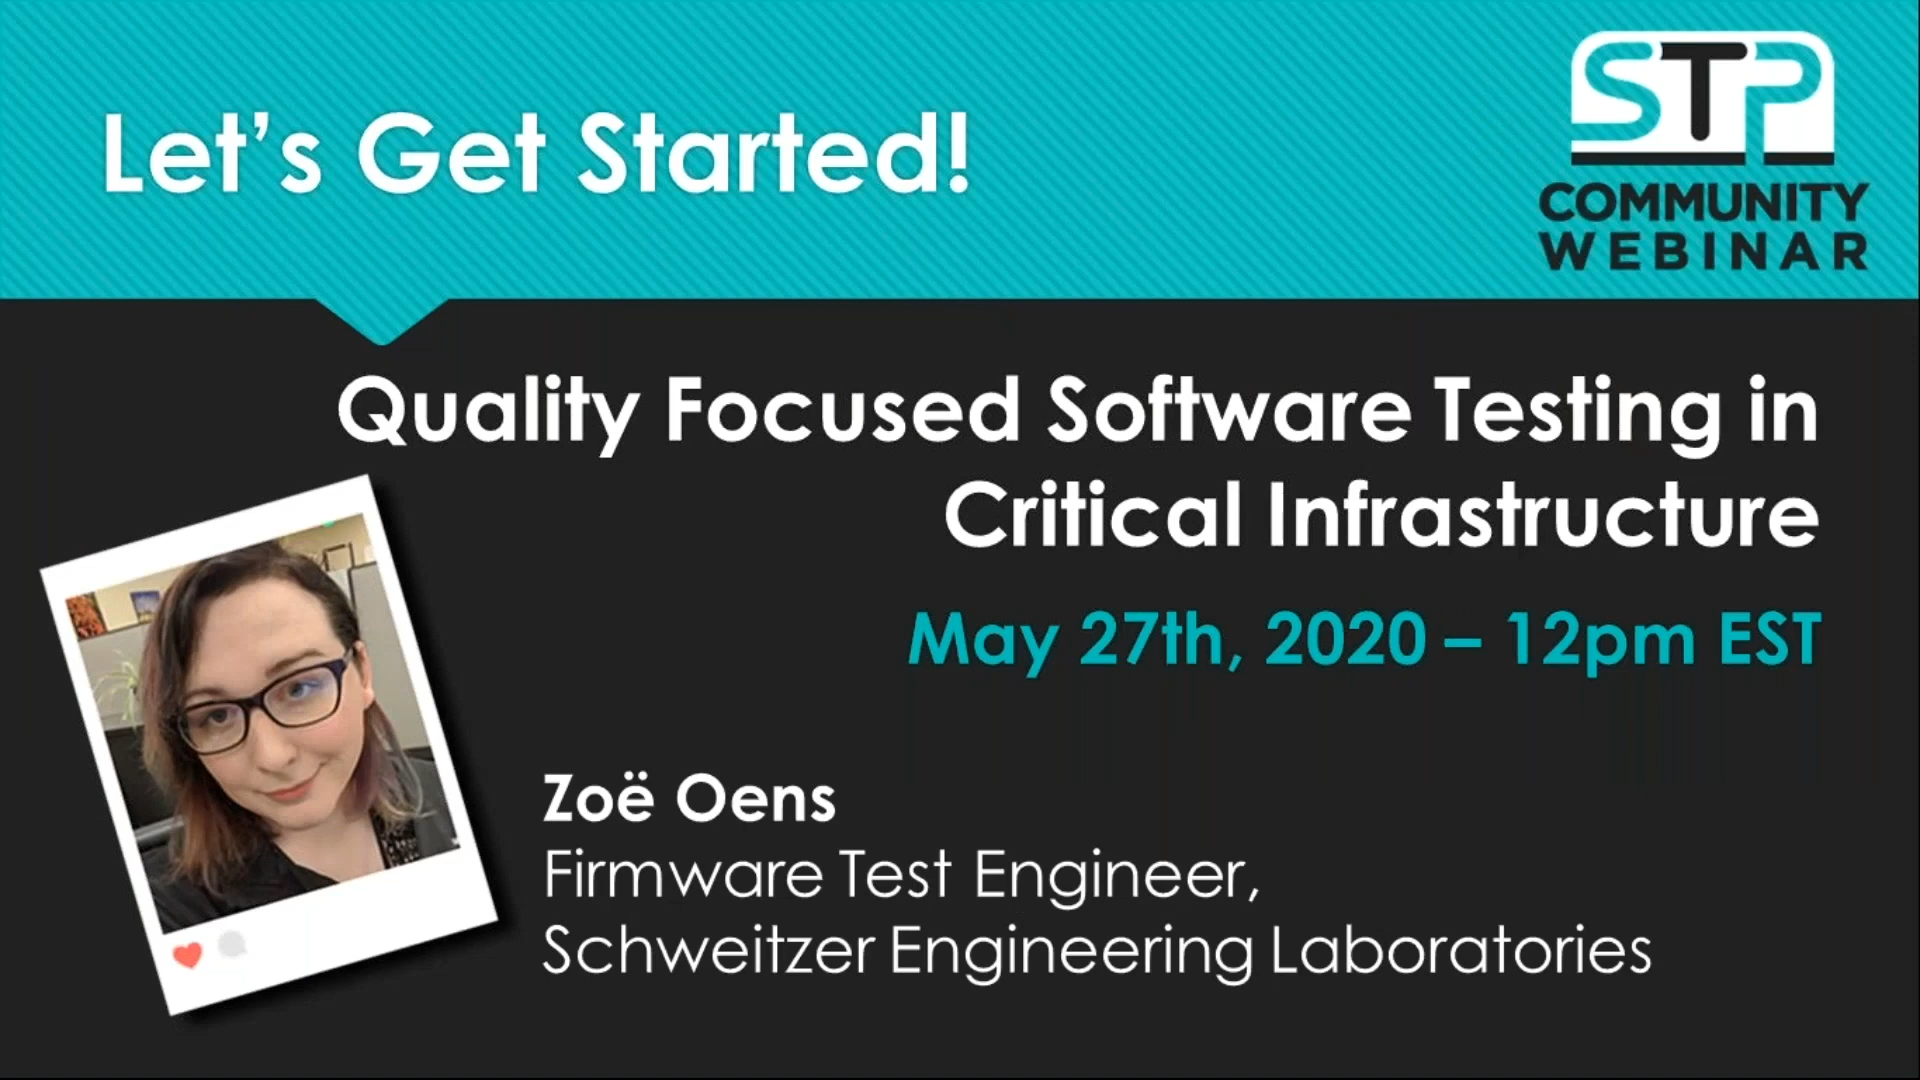 Let's Get Started!
STP
COMMUNITY
WEBINAR
Quality Focused Software Testing in
Critical Infrastructure
May 27th, 2020 – 12pm EST
Zoë Oens
Firmware Test Engineer,
Schweitzer Engineering Laboratories